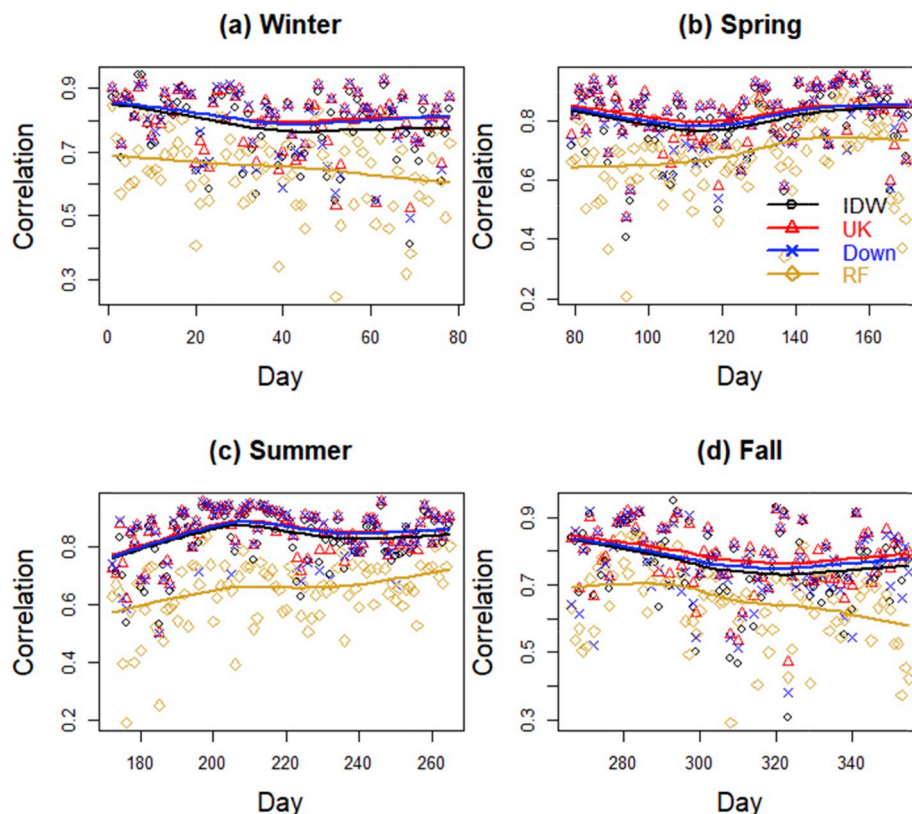 (a) Winter
Correlation
0.3 0.5 0.7 0.9
0 20 40 60 80
Day
(b) Spring
Correlation
0.2 0.4 0.6 0.8
80 100 120 140 160
Day
IDW
UK
Down
RF
(c) Summer
Correlation
0.2 0.4 0.6 0.8
180 200 220 240 260
Day
(d) Fall
Correlation
0.3 0.5 0.7 0.9
280 300 320 340
Day